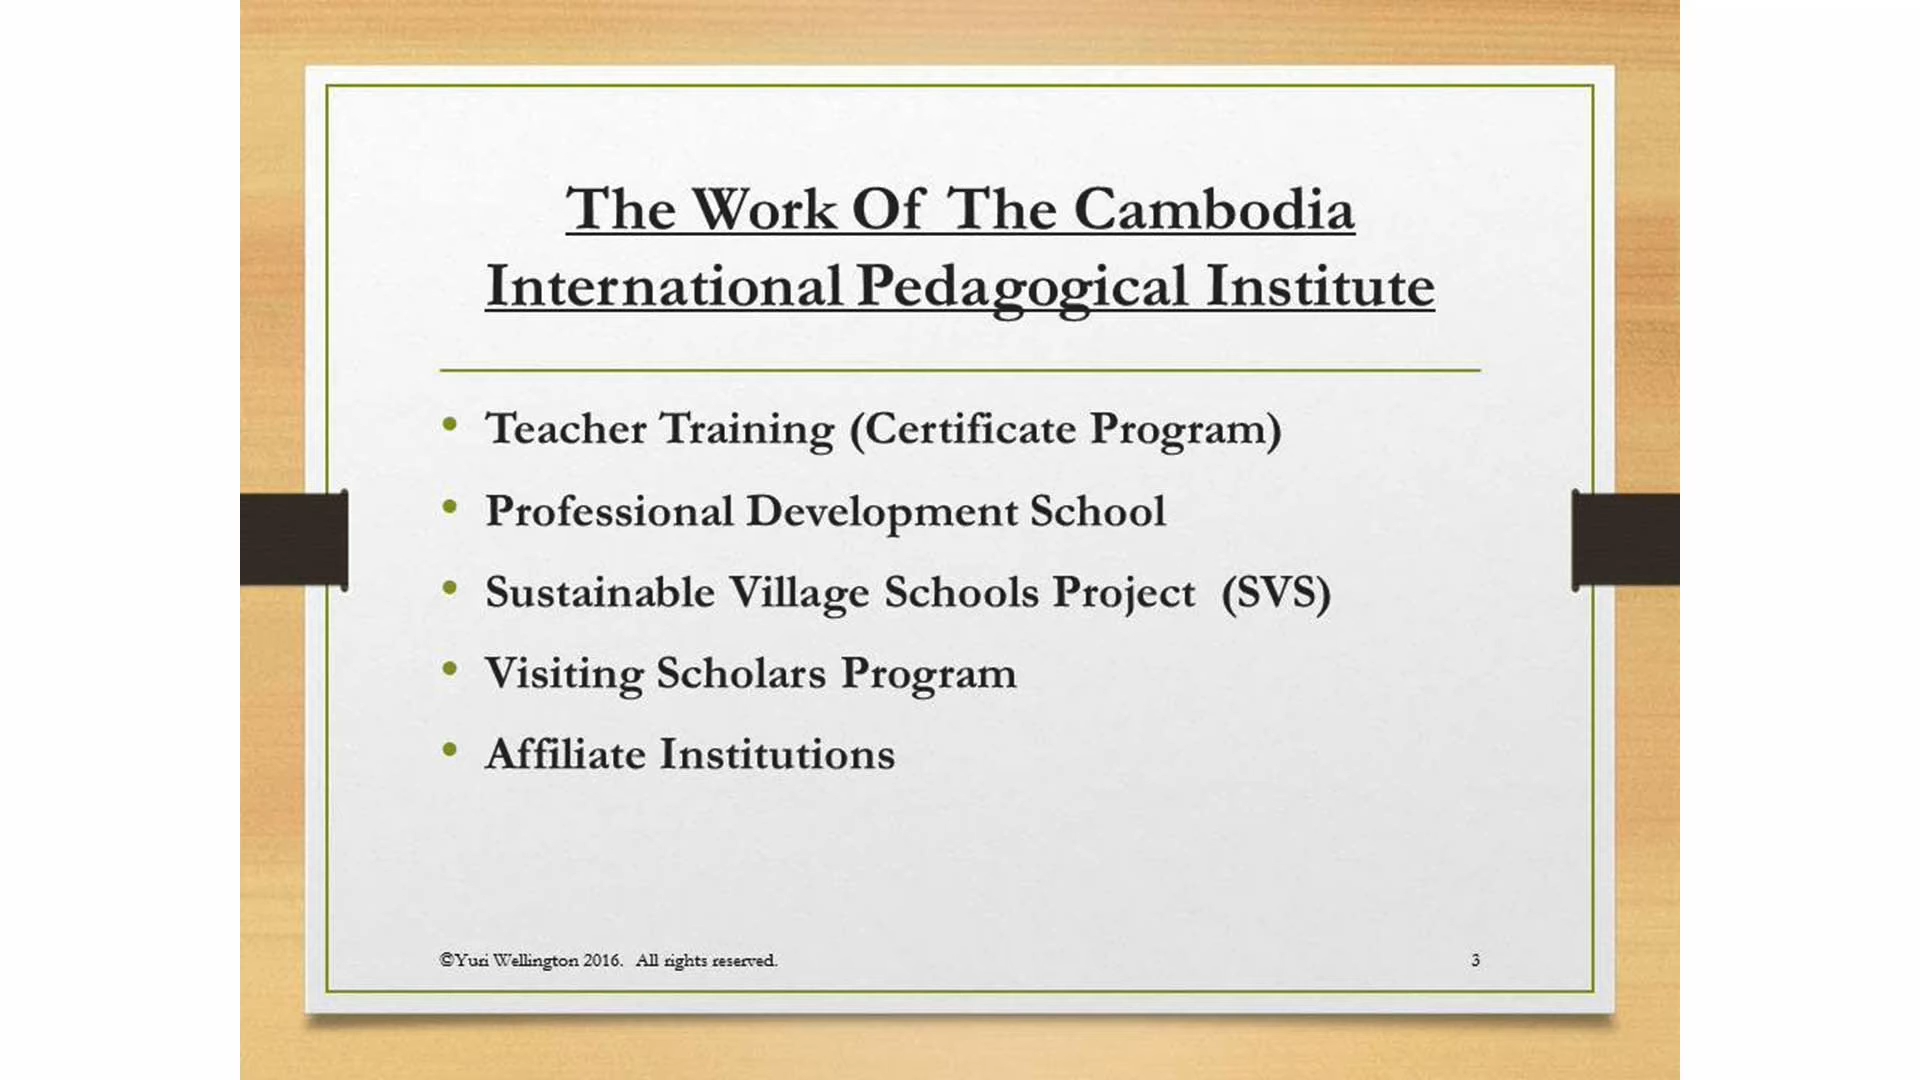 The Work Of The Cambodia
International Pedagogical Institute
• Teacher Training (Certificate Program)
• Professional Development School
• Sustainable Village Schools Project (SVS)
• Visiting Scholars Program
• Affiliate Institutions
©Yuri Wellington 2016. All rights reserved.
3